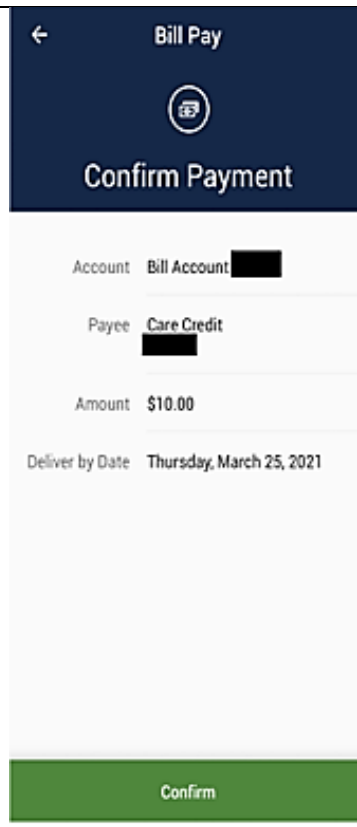 Bill Pay
Confirm Payment
Account Bill Account
Payee Care Credit
Amount $10.00
Deliver by Date Thursday, March 25, 2021
Confirm